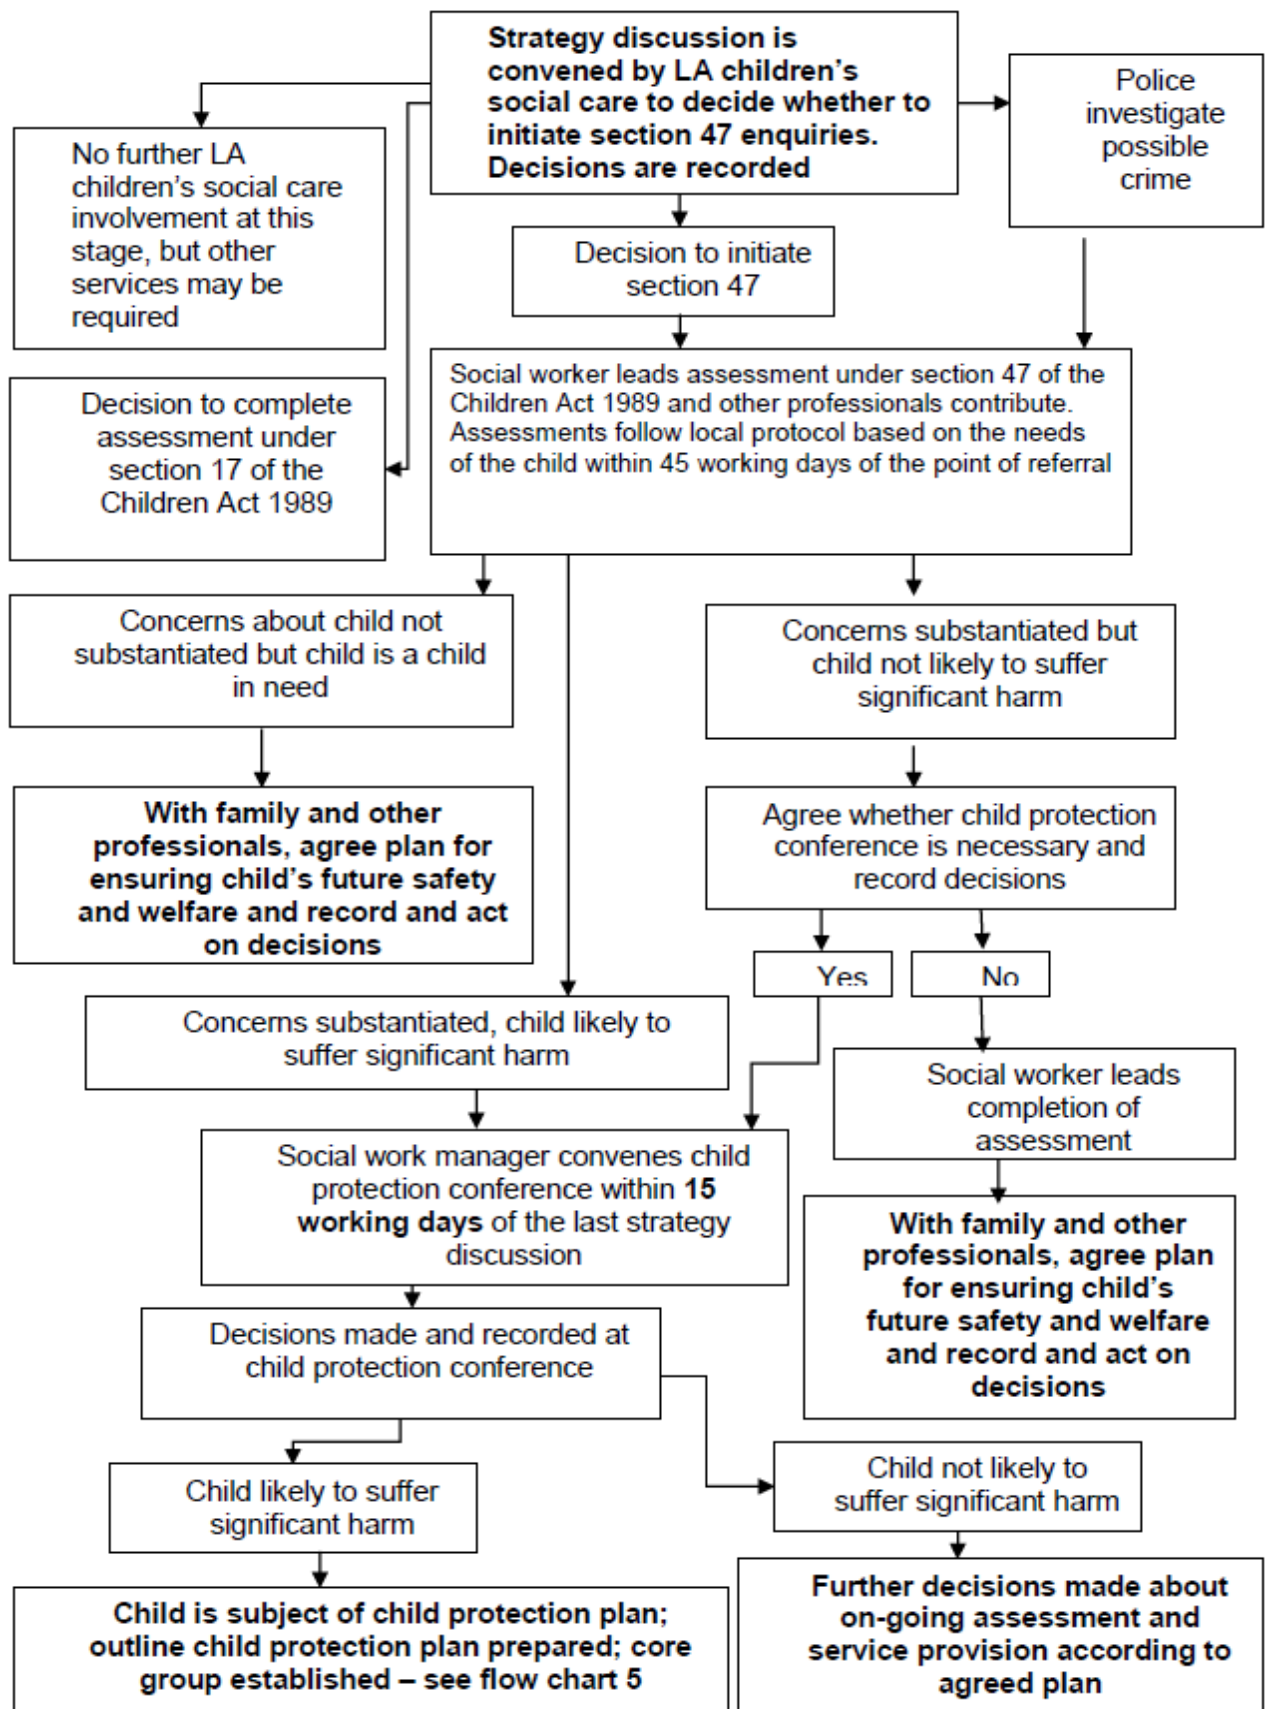 Strategy discussion is
convened by LA children's
social care to decide whether to
initiate section 47 enquiries.
Decisions are recorded
Police
investigate
possible
crime
No further LA
children's social care
involvement at this
stage, but other
services may be
required
Decision to initiate
section 47
Decision to complete
assessment under
section 17 of the
Children Act 1989
Social worker leads assessment under section 47 of the
Children Act 1989 and other professionals contribute.
Assessments follow local protocol based on the needs
of the child within 45 working days of the point of referral
Concerns about child not
substantiated but child is a child
in need
Concerns substantiated but
child not likely to suffer
significant harm
With family and other
professionals, agree plan for
ensuring child's future safety
and welfare and record and act
on decisions
Agree whether child protection
conference is necessary and
record decisions
Yes
No
Concerns substantiated, child likely to
suffer significant harm
Social worker leads
completion of
assessment
Social work manager convenes child
protection conference within 15
working days of the last strategy
discussion
With family and other
professionals, agree plan
for ensuring child's
future safety and welfare
and record and act on
decisions
Decisions made and recorded at
child protection conference
Child likely to suffer
significant harm
Child not likely to
suffer significant harm
Child is subject of child protection plan;
outline child protection plan prepared; core
group established – see flow chart 5
Further decisions made about
on-going assessment and
service provision according to
agreed plan